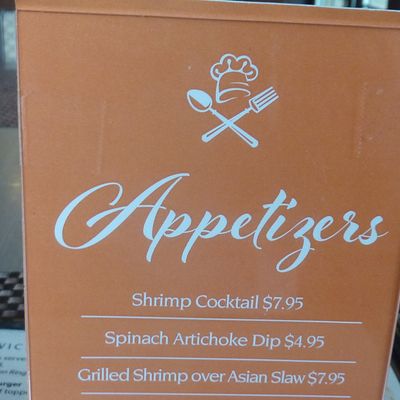 Appetizers
Shrimp Cocktail $7.95
Spinach Artichoke Dip $4.95
Grilled Shrimp over Asian Slaw $7.95